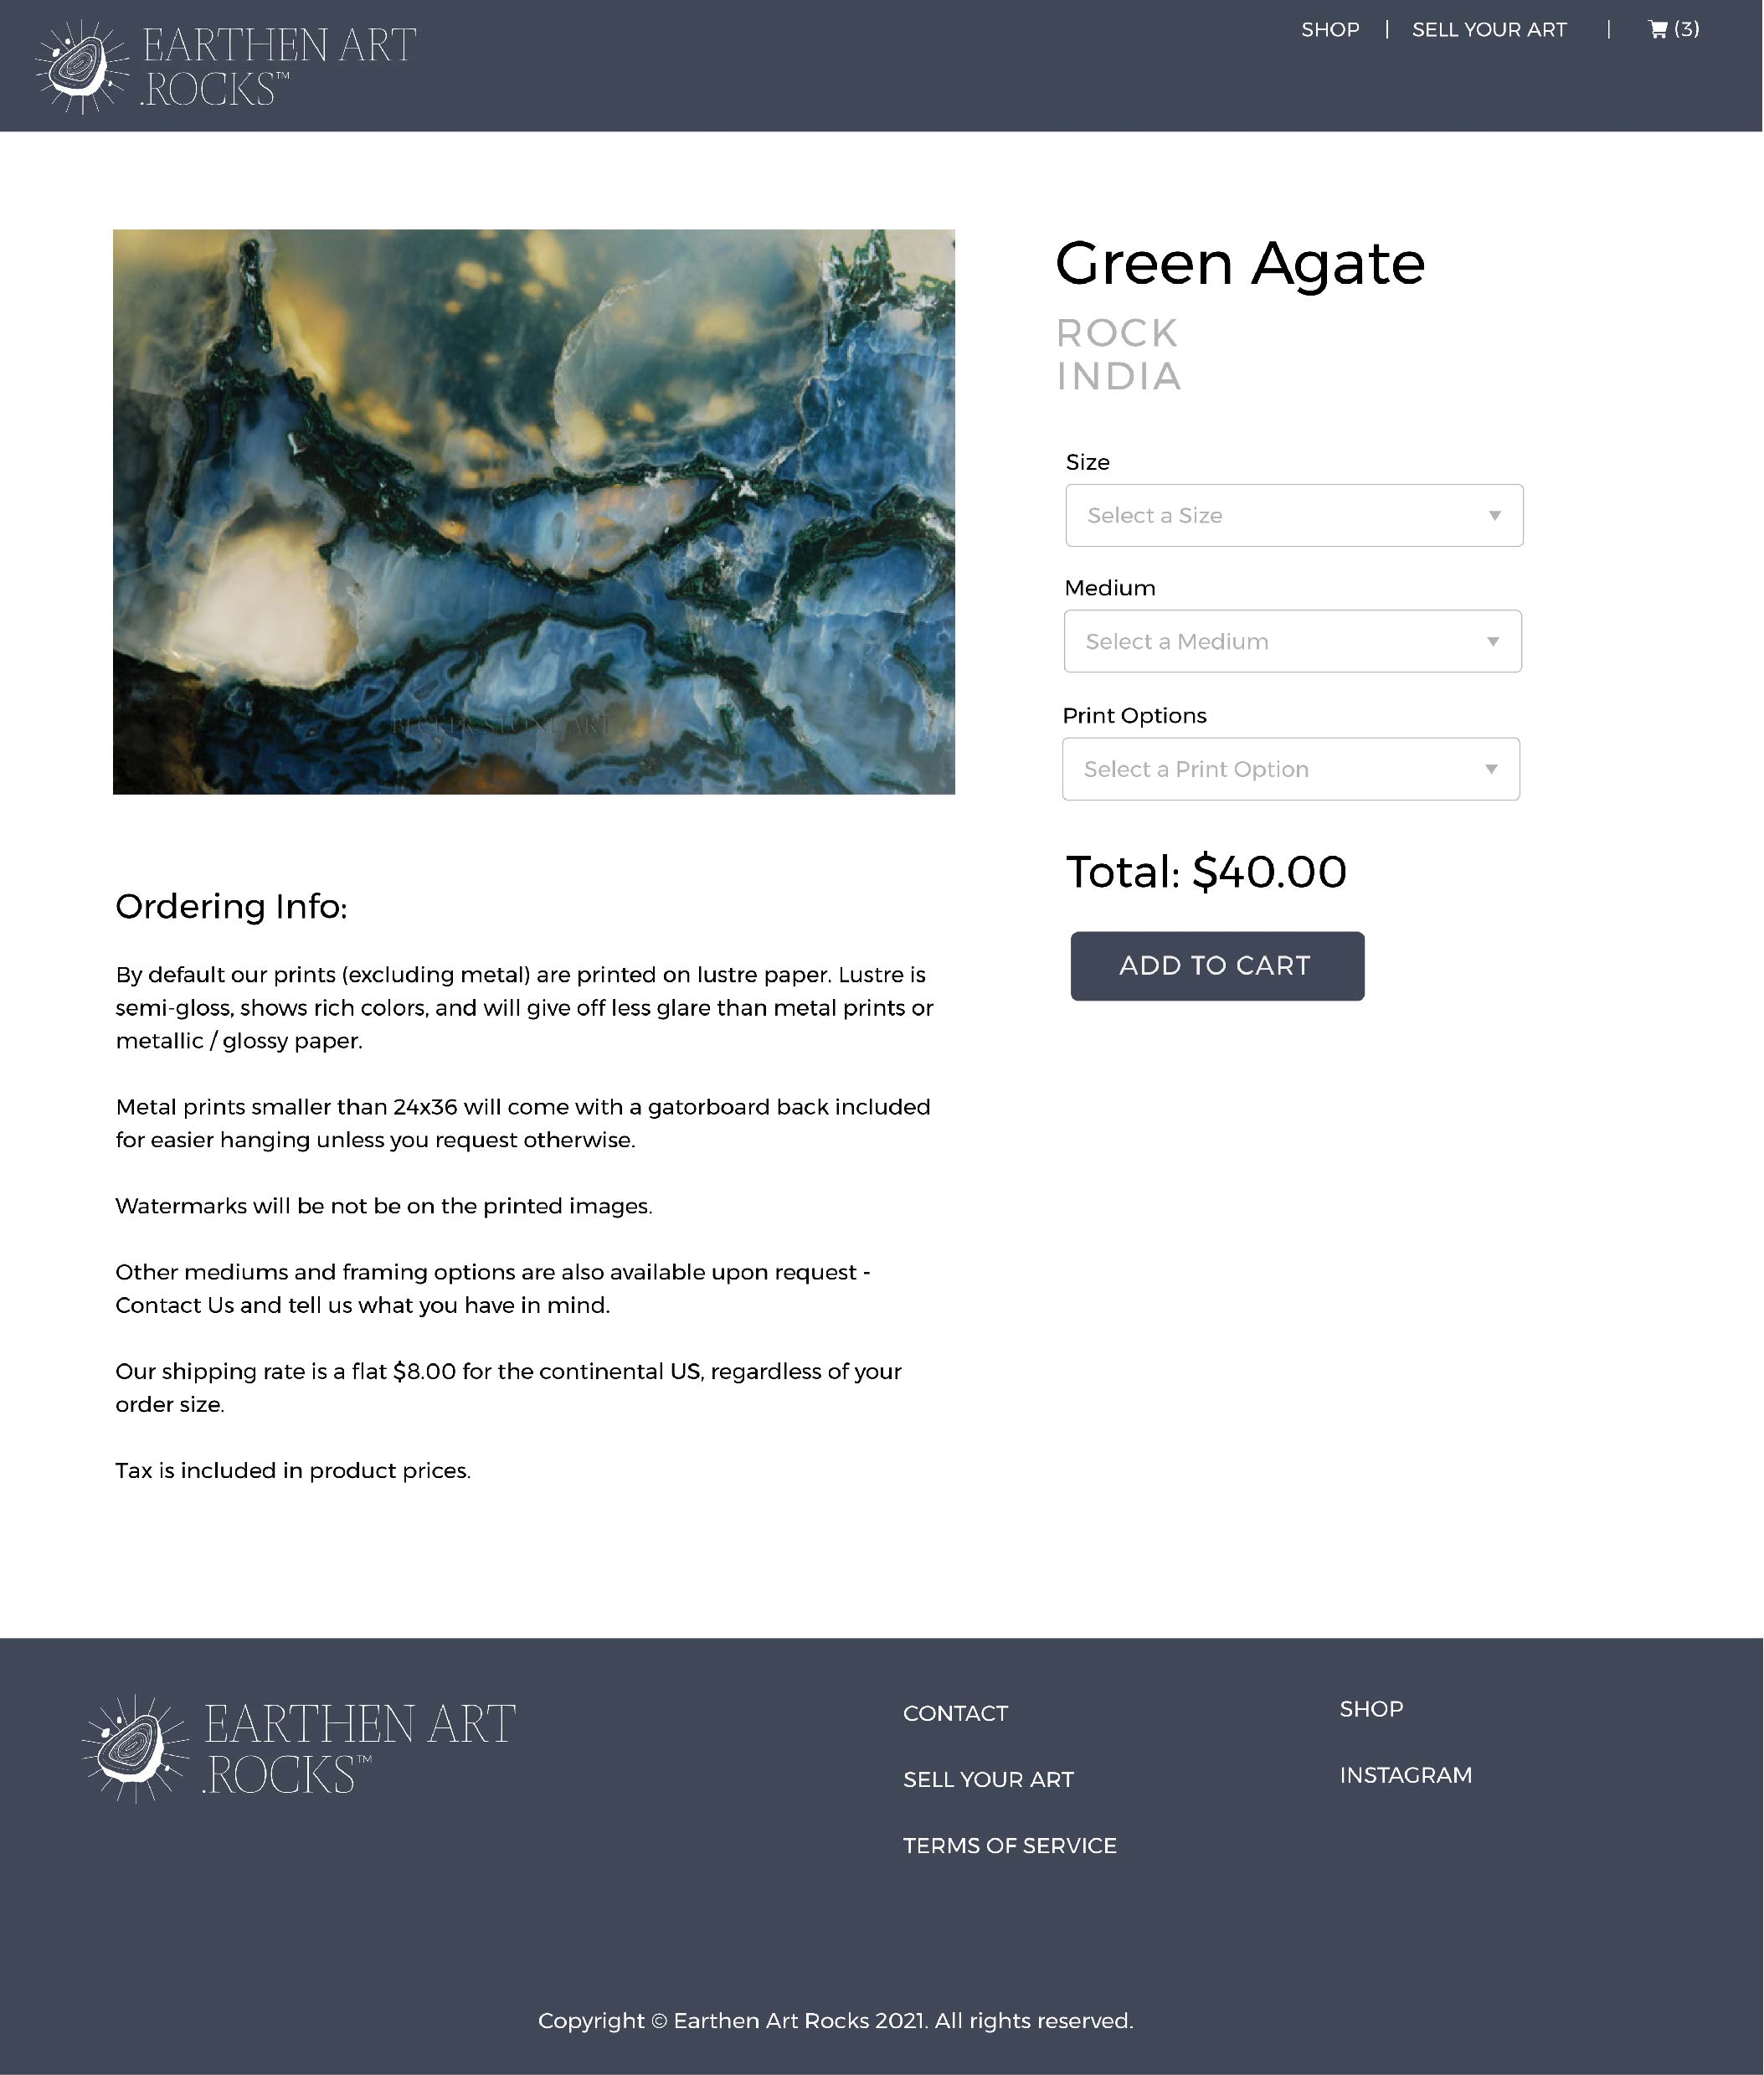 EARTHEN ART
.ROCKS™
SHOP | SELL YOUR ART | (3)
Green Agate
ROCK
INDIA
Size
Select a Size
Medium
Select a Medium
Print Options
Select a Print Option
Total: $40.00
ADD TO CART
STONE ART
Ordering Info:
By default our prints (excluding metal) are printed on lustre paper. Lustre is
semi-gloss, shows rich colors, and will give off less glare than metal prints or
metallic / glossy paper.
Metal prints smaller than 24x36 will come with a gatorboard back included
for easier hanging unless you request otherwise.
Watermarks will be not be on the printed images.
Other mediums and framing options are also available upon request -
Contact Us and tell us what you have in mind.
Our shipping rate is a flat $8.00 for the continental US, regardless of your
order size.
Tax is included in product prices.
EARTHEN ART
.ROCKS™
CONTACT
SELL YOUR ART
TERMS OF SERVICE
SHOP
INSTAGRAM
Copyright © Earthen Art Rocks 2021. All rights reserved.